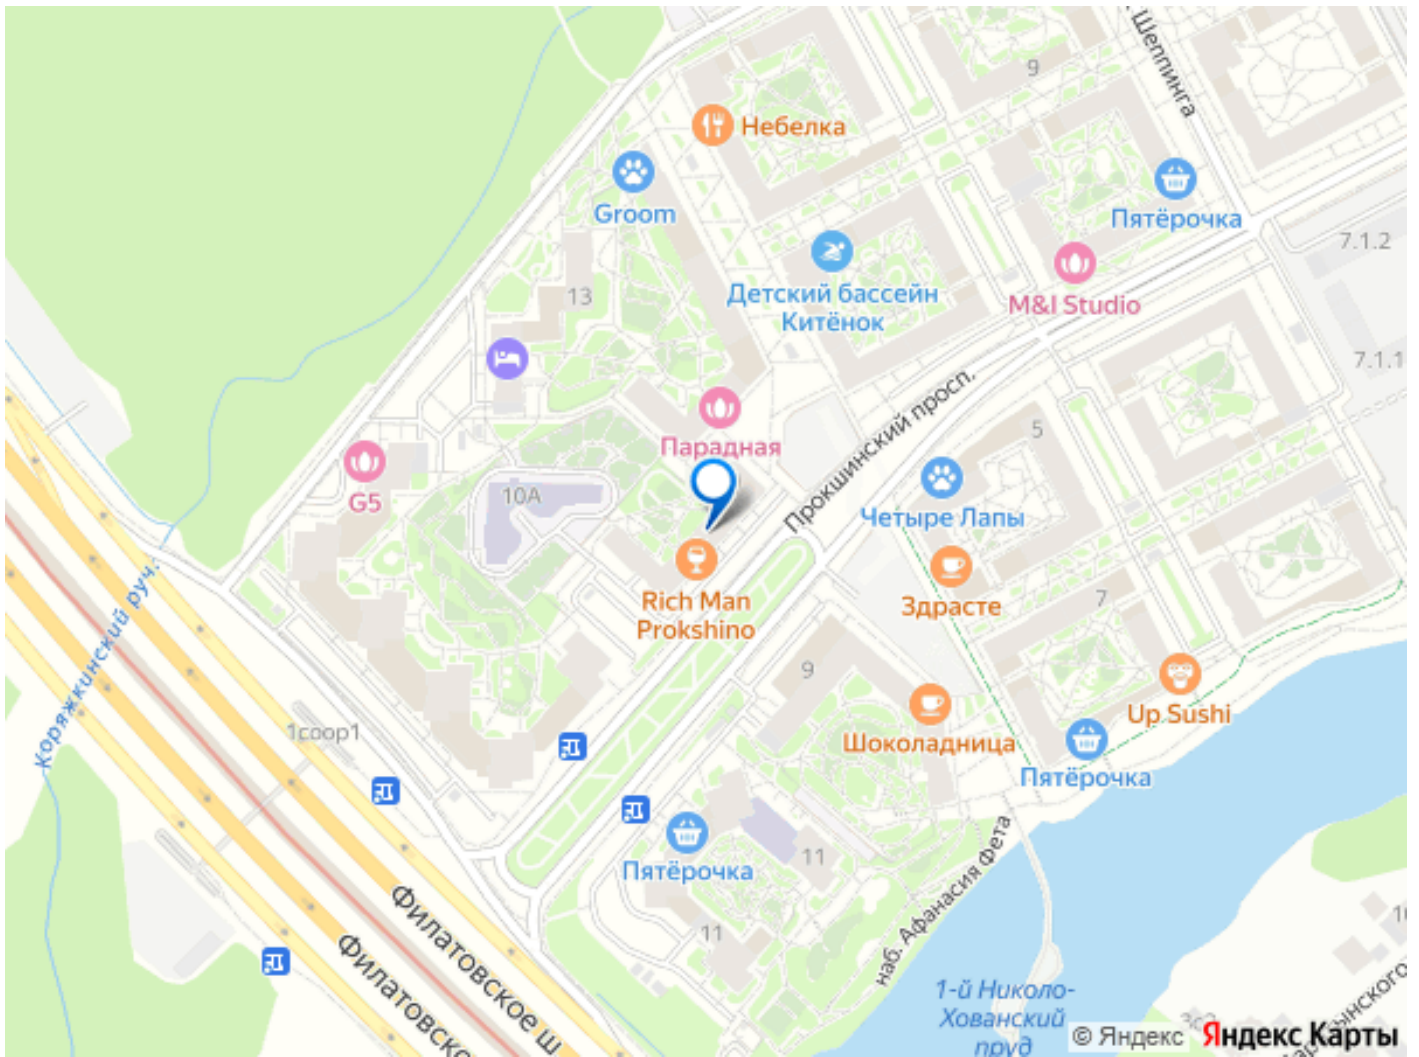 Шеппинга
9
Небелка
Groom
Пятёрочка
7.1.2
13
Детский бассейн
Китёнок
M&I Studio
7.1.1
Прокшинский просп.
5
Парадная
G5
10А
Четыре Лапы
Rich Man
Prokshino
Здрасте
7
Коряжкинский руч.
9
1соор1
Шоколадница
Up Sushi
Пятёрочка
Пятёрочка
11
11
наб. Афанасия Фета
Филатовское ш
Филатовско
1-й Николо-
Хованский
пруд
© Яндекс
Яндекс Карты